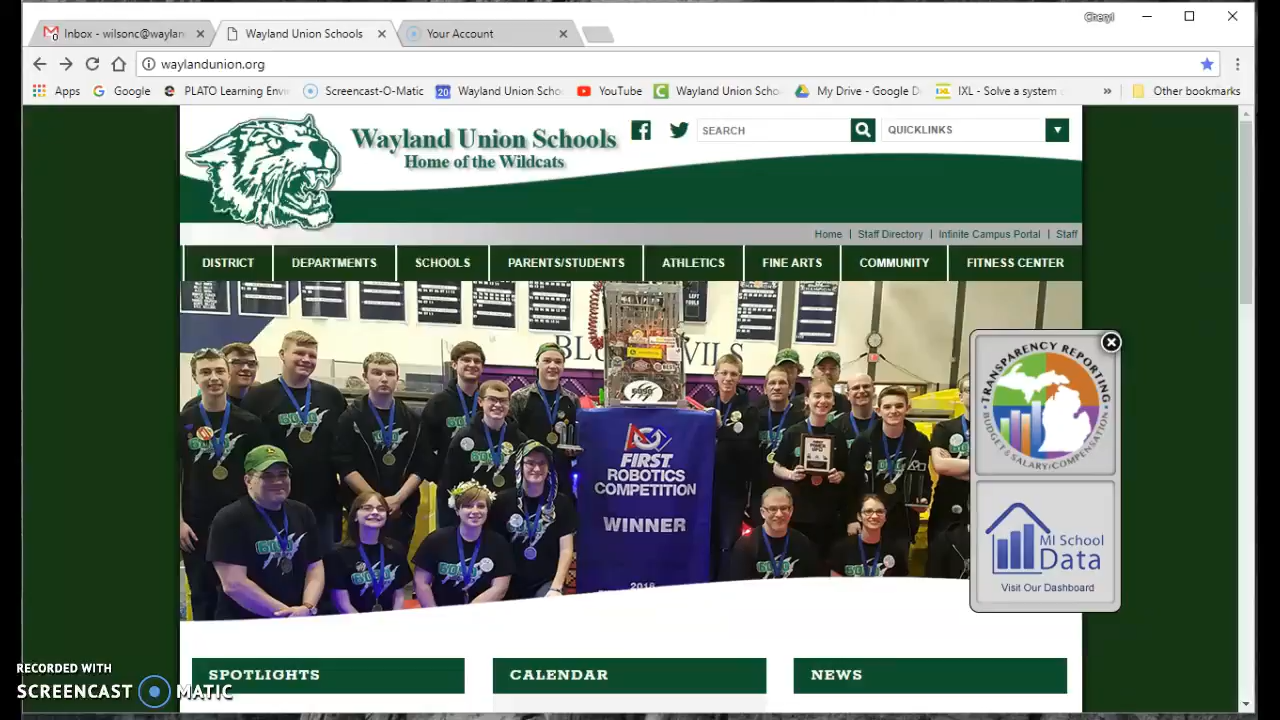 Cheryl
Inbox - wilsonc@waylan
Wayland Union Schools
Your Account
waylandunion.org
Apps
Google
PLATO Learning Envi
Screencast-O-Matic
20
Wayland Union Scho
YouTube
Wayland Union Scho
My Drive - Google D
IXL - Solve a system o
»
Other bookmarks
Wayland Union Schools
Home of the Wildcats
SEARCH
QUICKLINKS
Home | Staff Directory | Infinite Campus Portal | Staff
DISTRICT
DEPARTMENTS
SCHOOLS
PARENTS/STUDENTS
ATHLETICS
FINE ARTS
COMMUNITY
FITNESS CENTER
FIRST
ROBOTICS
COMPETITION
WINNER
2018
TRANSPARENCY REPORTING
BUDGET & SALARY/COMPENSATION
MI School
Data
Visit Our Dashboard
SPOTLIGHTS
CALENDAR
NEWS
RECORDED WITH
SCREENCAST MATIC